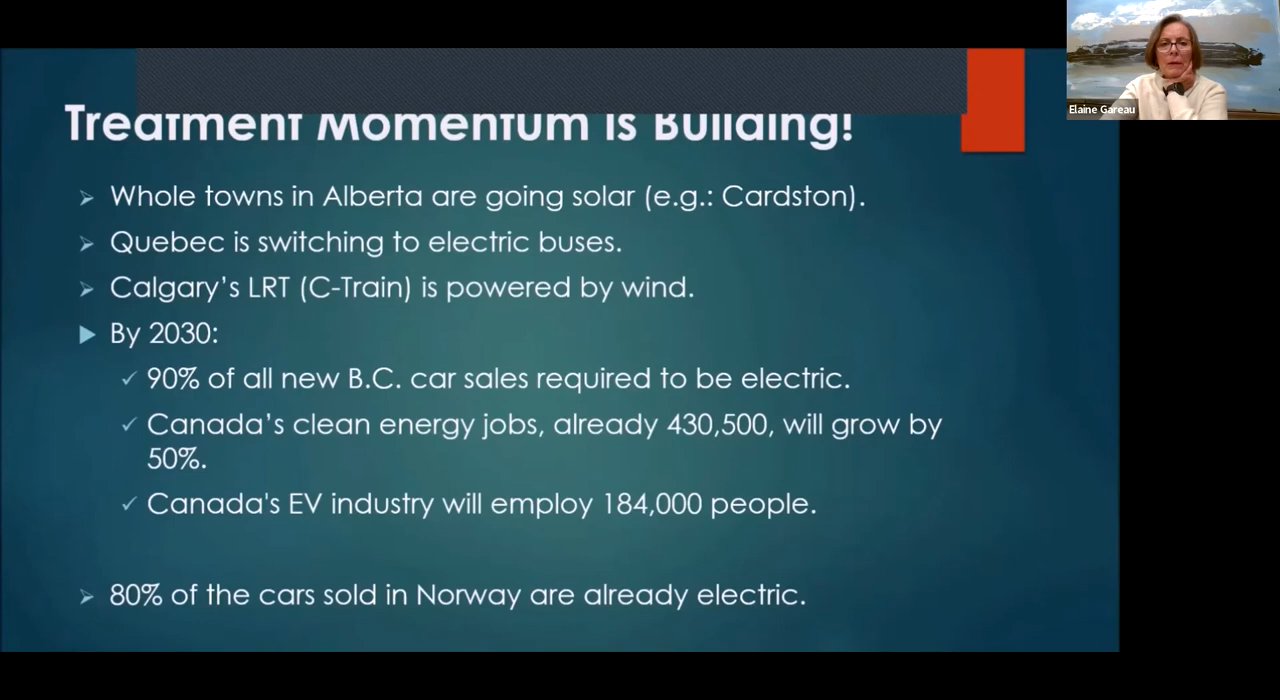 Elaine Gareau
Treatment Momentum is Building!
Whole towns in Alberta are going solar (e.g.: Cardston).
Quebec is switching to electric buses.
Calgary's LRT (C-Train) is powered by wind.
By 2030:
90% of all new B.C. car sales required to be electric.
Canada's clean energy jobs, already 430,500, will grow by
50%.
Canada's EV industry will employ 184,000 people.
80% of the cars sold in Norway are already electric.